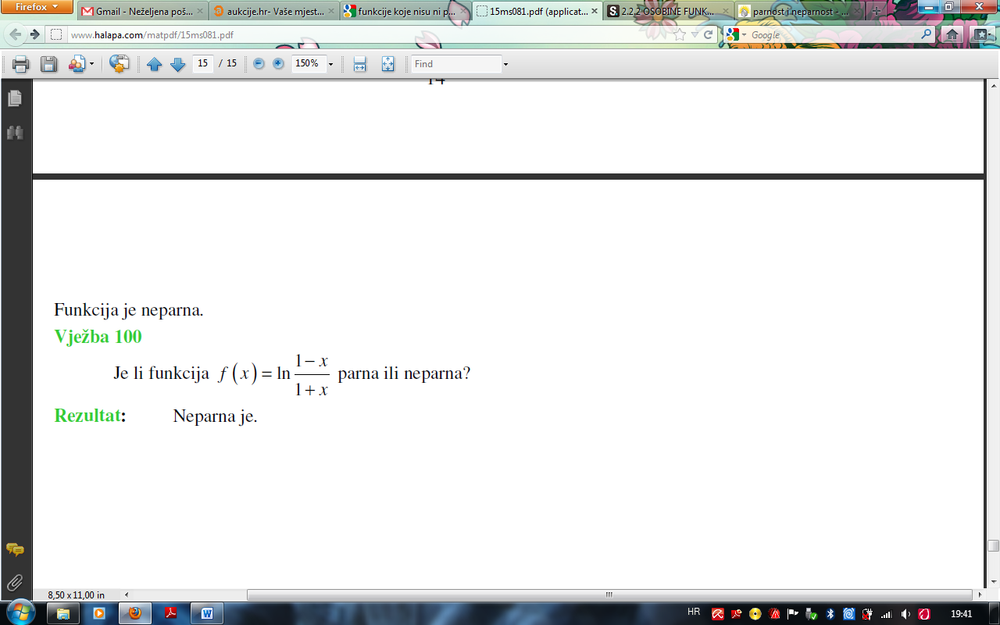 Firefox
Gmail - Neželjena poš...
aukcije.hr- Vaše mjest...
funkcije koje nisu ni p...
15ms081.pdf (applicat...
2.2.2 OSOBINE FUNK...
parnost i neparnost - ...
www.halapa.com/matpdf/15ms081.pdf
Google
15 / 15
150%
Find
14
Funkcija je neparna.
Vježba 100
Je li funkcija f(x) = ln (1 − x)/(1 + x) parna ili neparna?
Rezultat: Neparna je.
8,50 x 11,00 in
HR
19:41